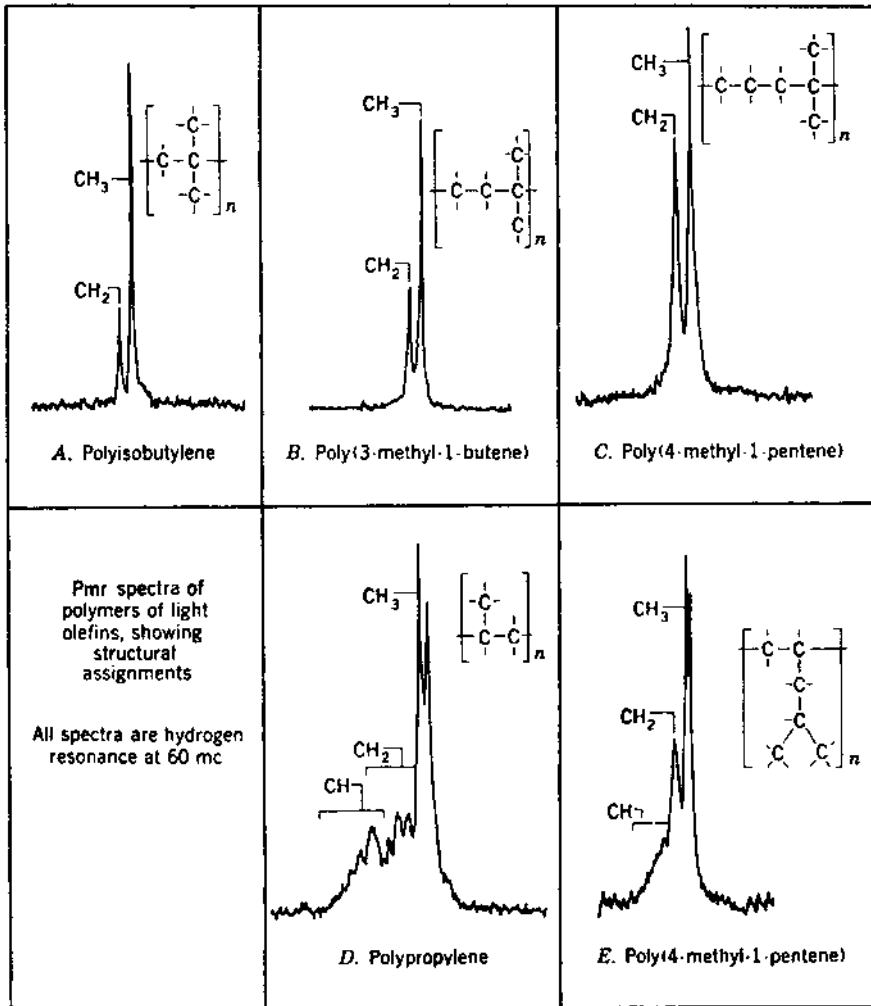 CH3
CH2
-C-
-C-C-
-C-
n
A. Polyisobutylene
CH3
CH2
-C-
-C-C-C-
-C-
n
B. Poly(3-methyl-1-butene)
CH3
CH2
-C-
-C-C-C-C-
-C-
n
C. Poly(4-methyl-1-pentene)
Pmr spectra of
polymers of light
olefins, showing
structural
assignments
All spectra are hydrogen
resonance at 60 mc
CH3
CH2
CH
-C-
-C-C-
n
D. Polypropylene
CH3
CH2
CH
-C-C-
-C-
-C-
C C
n
E. Poly(4-methyl-1-pentene)